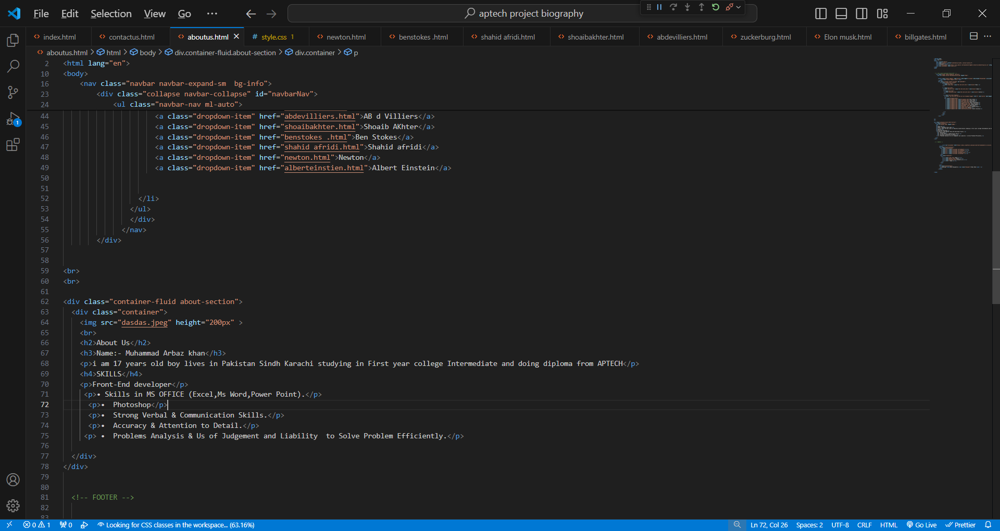 File Edit Selection View Go ··· aptech project biography
index.html contactus.html aboutus.html style.css 1 newton.html benstokes .html shahid afridi.html shoaibakhter.html abdevilliers.html zuckerburg.html Elon musk.html billgates.html
aboutus.html > html > body > div.container-fluid.about-section > div.container > p
2 <html lang="en">
10 <body>
16 <nav class="navbar navbar-expand-sm  bg-info">
23 <div class="collapse navbar-collapse" id="navbarNav">
24 <ul class="navbar-nav ml-auto">
44 <a class="dropdown-item" href="abdevilliers.html">AB d Villiers</a>
45 <a class="dropdown-item" href="shoaibakhter.html">Shoaib AKhter</a>
46 <a class="dropdown-item" href="benstokes .html">Ben Stokes</a>
47 <a class="dropdown-item" href="shahid afridi.html">Shahid afridi</a>
48 <a class="dropdown-item" href="newton.html">Newton</a>
49 <a class="dropdown-item" href="alberteinstien.html">Albert Einstein</a>
50
51
52 </li>
53 </ul>
54 </div>
55 </nav>
56 </div>
57
58
59 <br>
60 <br>
61
62 <div class="container-fluid about-section">
63 <div class="container">
64 <img src="dasdas.jpeg" height="200px" >
65 <br>
66 <h2>About Us</h2>
67 <h3>Name:- Muhammad Arbaz khan</h3>
68 <p>i am 17 years old boy lives in Pakistan Sindh Karachi studying in First year college Intermediate and doing diploma from APTECH</p>
69 <h4>SKILLS</h4>
70 <p>Front-End developer</p>
71 <p>• Skills in MS OFFICE (Excel,Ms Word,Power Point).</p>
72 <p>•  Photoshop</p>
73 <p>•  Strong Verbal & Communication Skills.</p>
74 <p>•  Accuracy & Attention to Detail.</p>
75 <p> •  Problems Analysis & Us of Judgement and Liability  to Solve Problem Efficiently.</p>
76
77 </div>
78 </div>
79
80
81 <!-- FOOTER -->
82
83
0 1 0 Looking for CSS classes in the workspace... (63.16%) Ln 72, Col 26 Spaces: 2 UTF-8 CRLF HTML Go Live Prettier